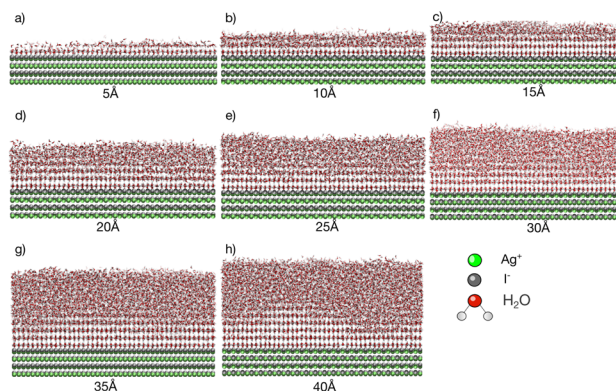 a)
5Å
b)
10Å
c)
15Å
d)
20Å
e)
25Å
f)
30Å
g)
35Å
h)
40Å
Ag⁺
I⁻
H₂O